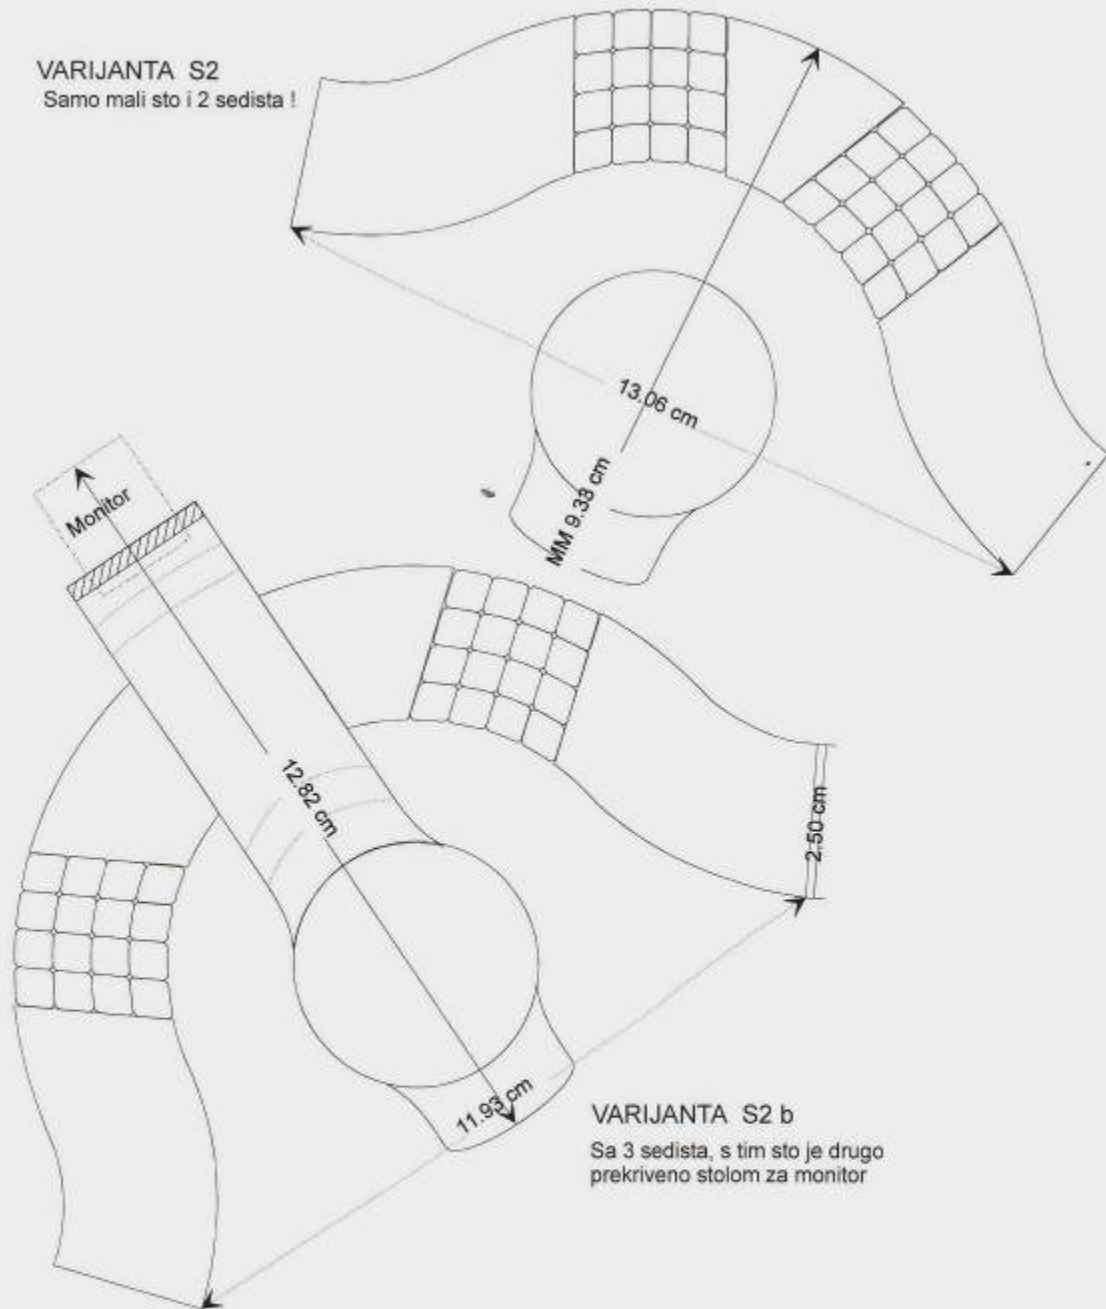 VARIJANTA S2
Samo mali sto i 2 sedista !
13.06 cm
MM 9.38 cm
Monitor
12.82 cm
2.50 cm
11.93 cm
VARIJANTA S2 b
Sa 3 sedista, s tim sto je drugo
prekriveno stolom za monitor